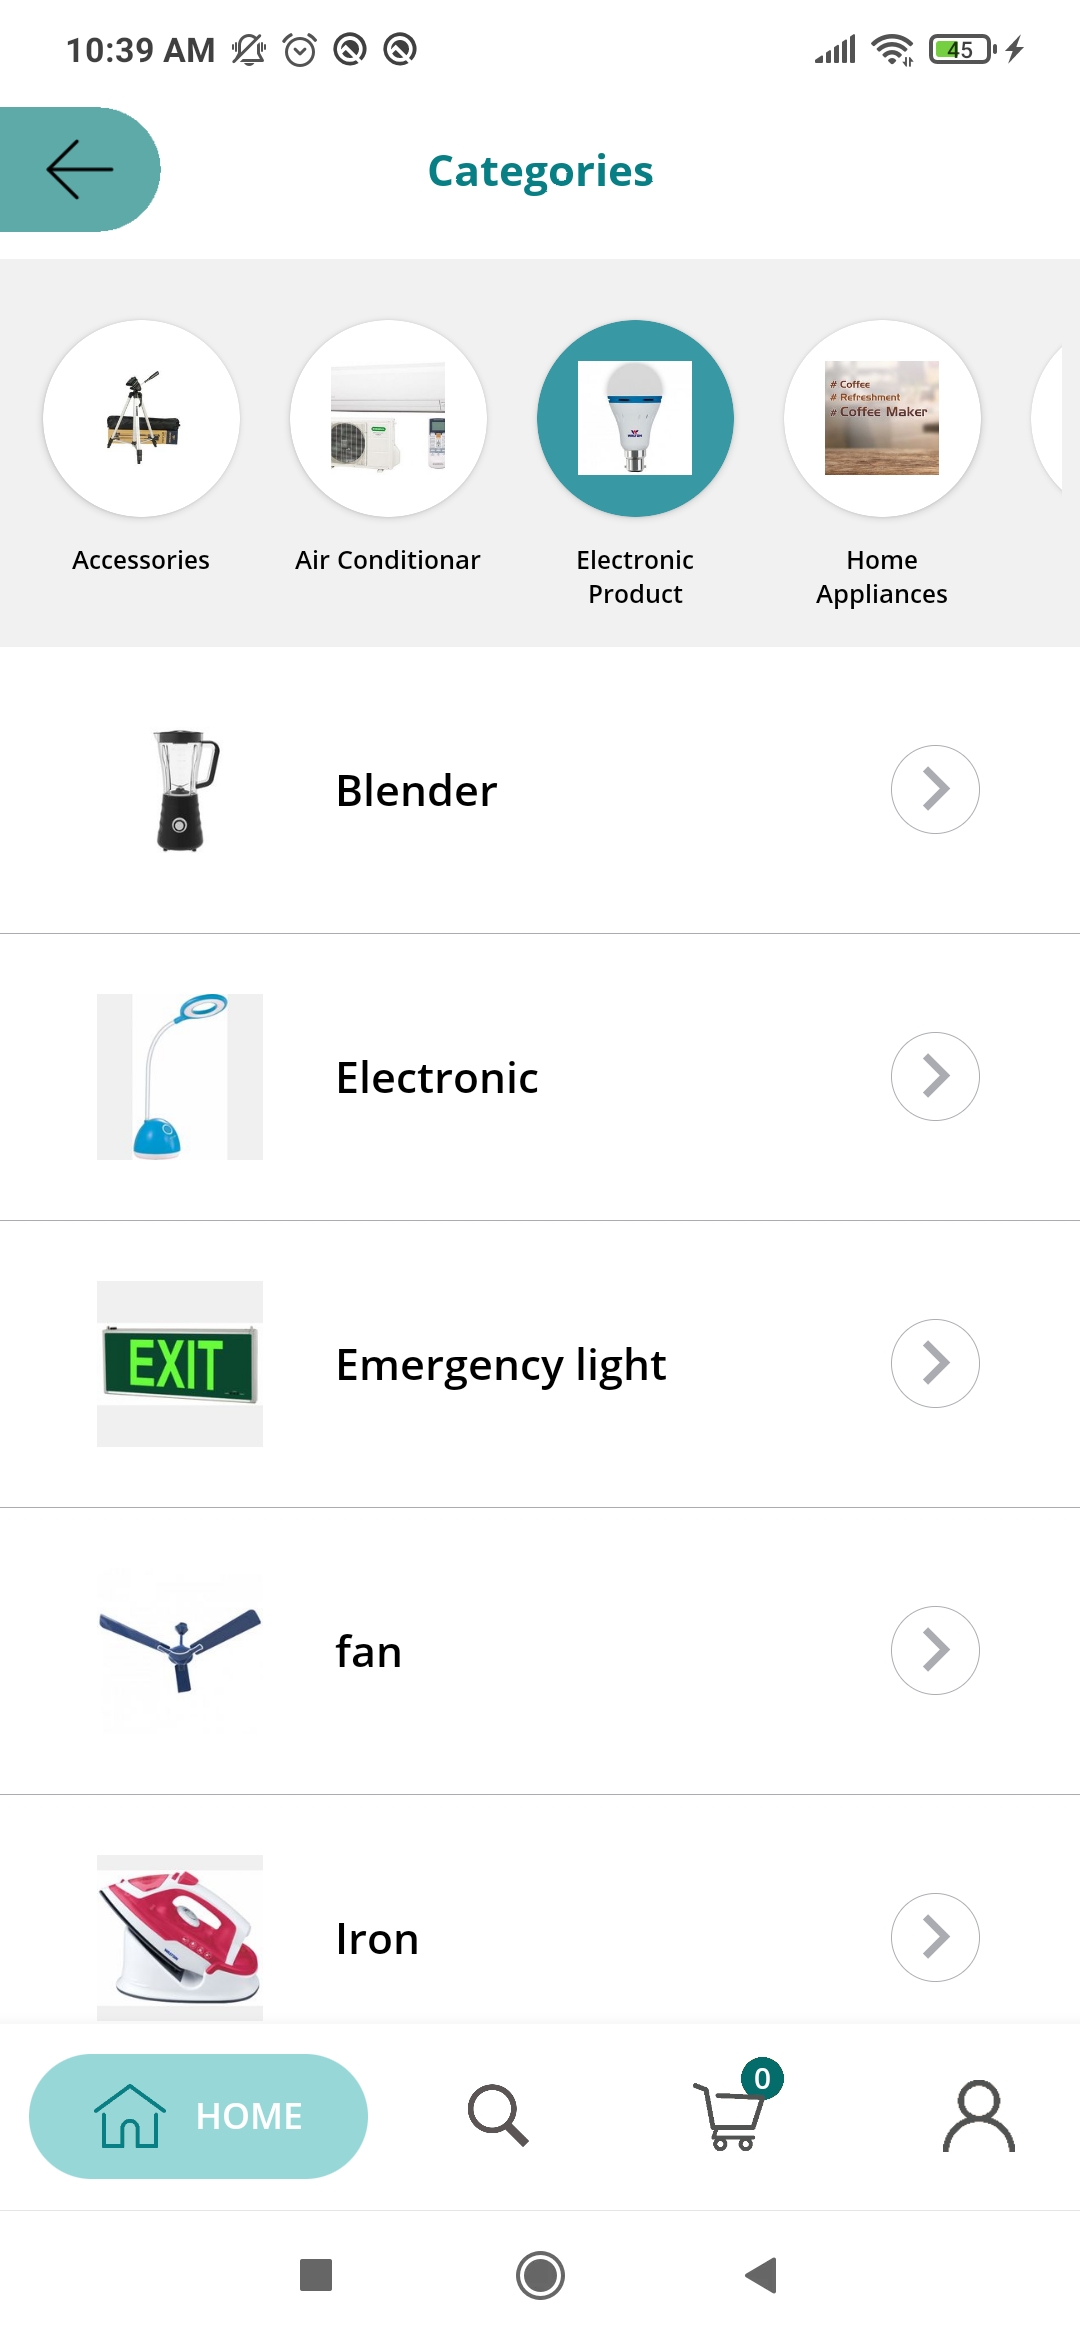 10:39 AM
45
Categories
# Coffee
# Refreshment
# Coffee Maker
Accessories
Air Conditionar
Electronic
Product
Home
Appliances
Blender
Electronic
EXIT
Emergency light
fan
Iron
0
HOME